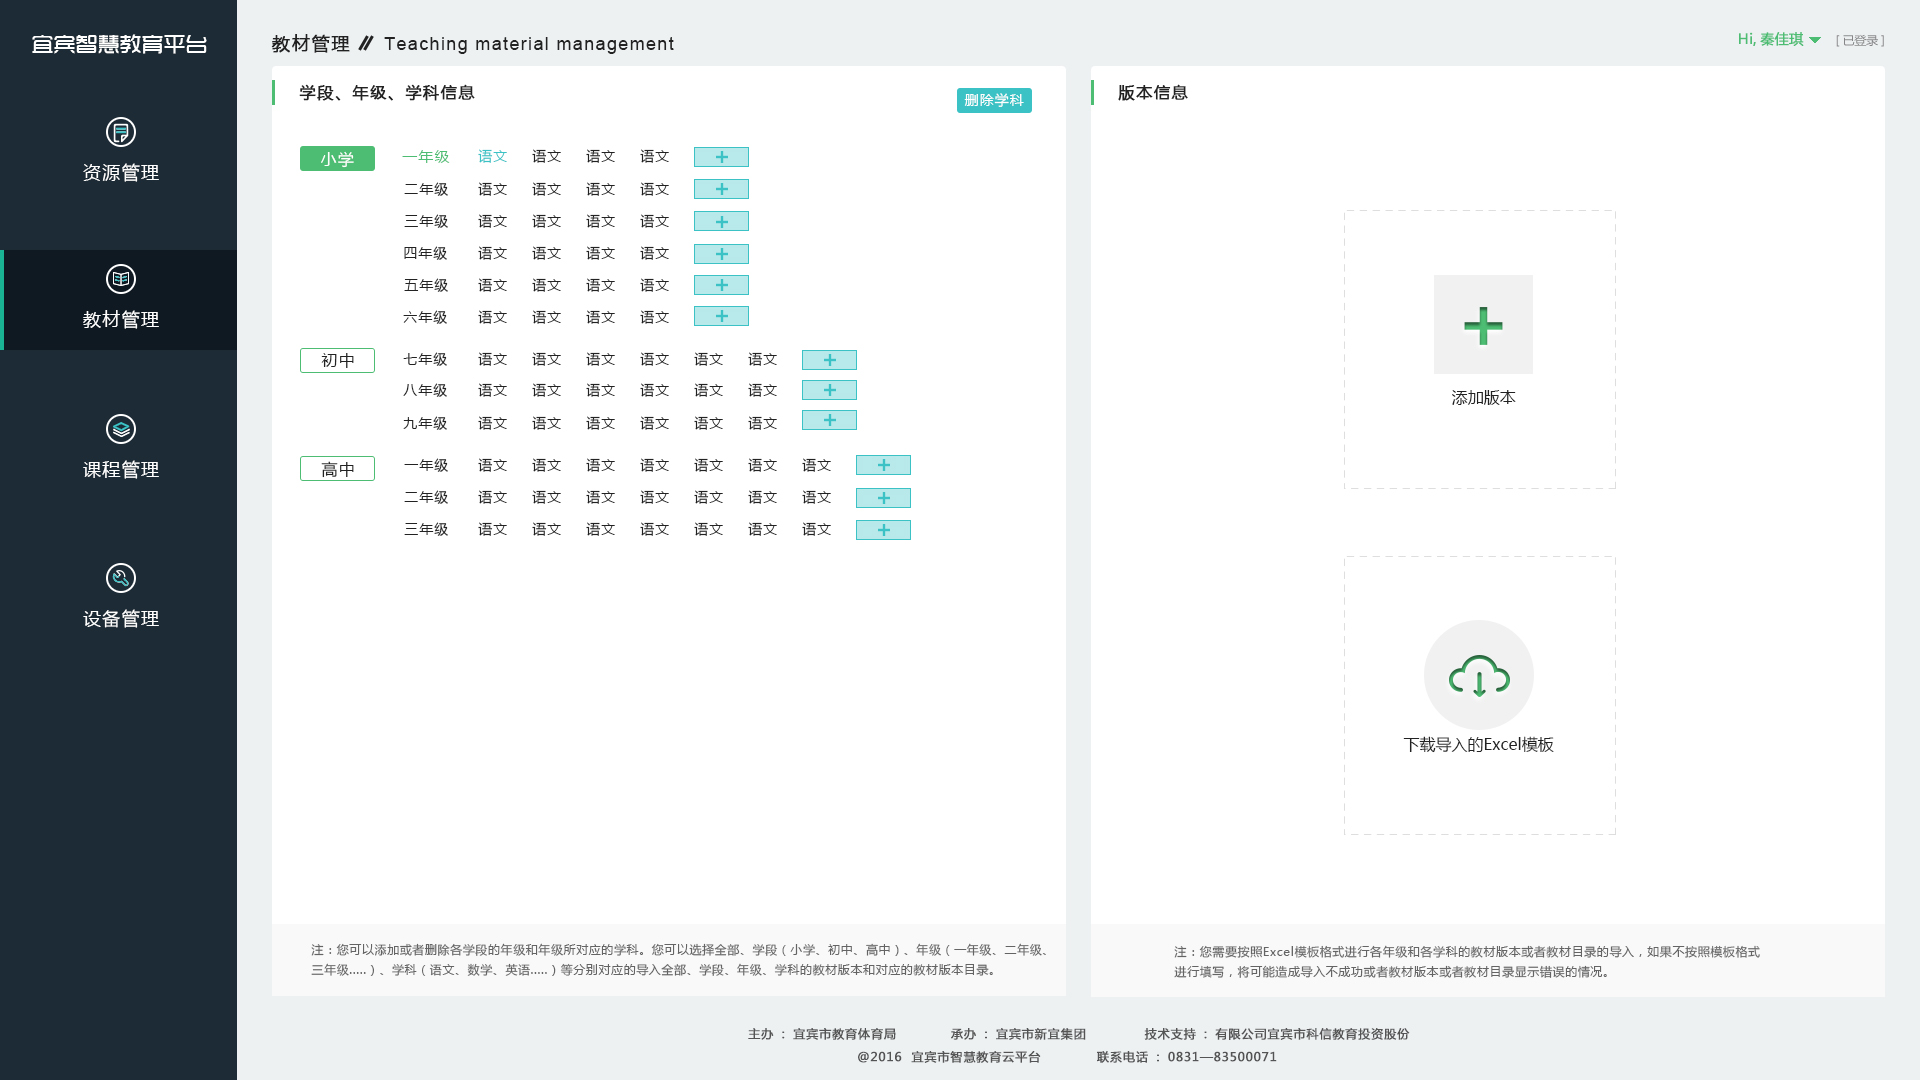 宜宾智慧教育平台
资源管理
教材管理
课程管理
设备管理
教材管理 // Teaching material management
Hi, 秦佳琪 [ 已登录 ]
学段、年级、学科信息
删除学科
小学 一年级 语文 语文 语文 语文 +
二年级 语文 语文 语文 语文 +
三年级 语文 语文 语文 语文 +
四年级 语文 语文 语文 语文 +
五年级 语文 语文 语文 语文 +
六年级 语文 语文 语文 语文 +
初中 七年级 语文 语文 语文 语文 语文 语文 +
八年级 语文 语文 语文 语文 语文 语文 +
九年级 语文 语文 语文 语文 语文 语文 +
高中 一年级 语文 语文 语文 语文 语文 语文 语文 +
二年级 语文 语文 语文 语文 语文 语文 语文 +
三年级 语文 语文 语文 语文 语文 语文 语文 +
注：您可以添加或者删除各学段的年级和年级所对应的学科。您可以选择全部、学段（小学、初中、高中）、年级（一年级、二年级、
三年级.....）、学科（语文、数学、英语.....）等分别对应的导入全部、学段、年级、学科的教材版本和对应的教材版本目录。
版本信息
添加版本
下载导入的Excel模板
注：您需要按照Excel模板格式进行各年级和各学科的教材版本或者教材目录的导入，如果不按照模板格式
进行填写，将可能造成导入不成功或者教材版本或者教材目录显示错误的情况。
主办 ： 宜宾市教育体育局 承办 ： 宜宾市新宜集团 技术支持 ： 有限公司宜宾市科信教育投资股份
@2016 宜宾市智慧教育云平台 联系电话 ： 0831—83500071